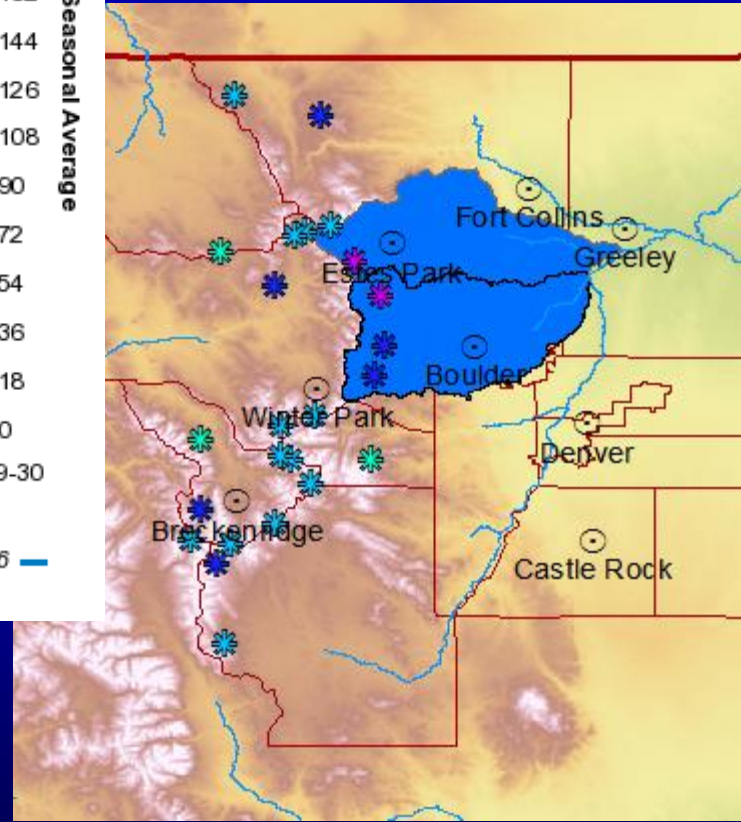 144
126
108
90
72
54
36
18
0
9-30
Seasonal Average
Fort Collins
Greeley
Estes Park
Boulder
Winter Park
Denver
Breckenridge
Castle Rock